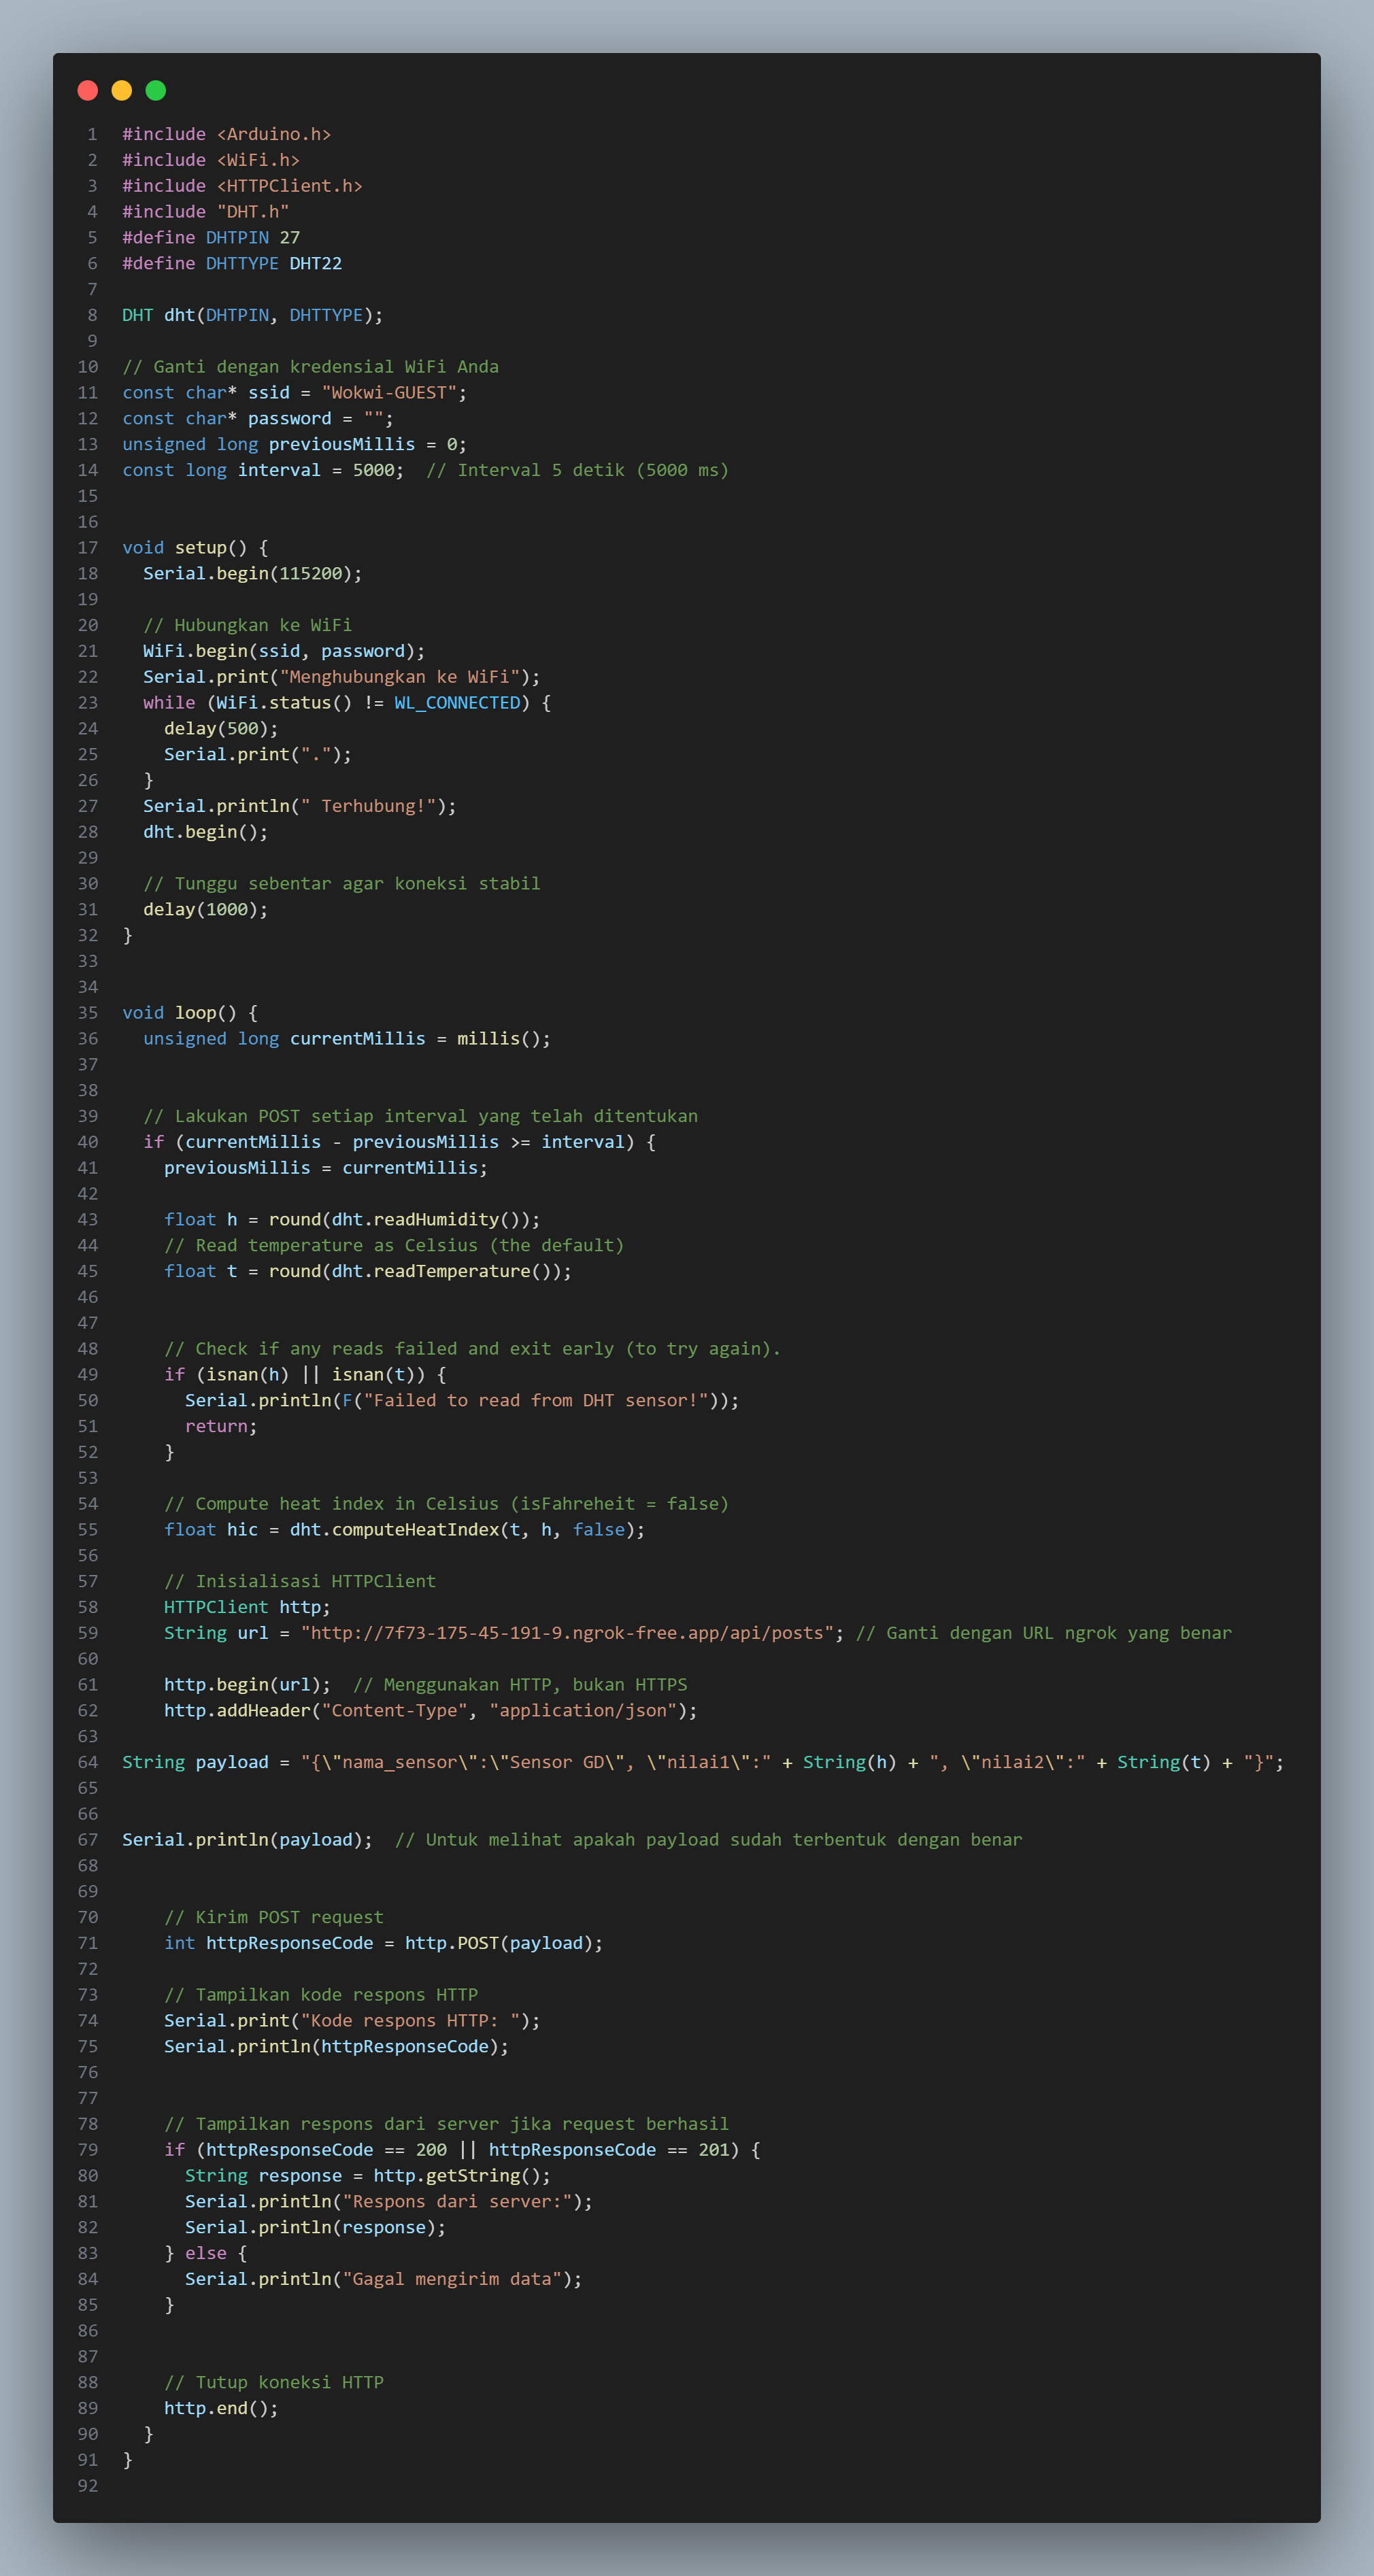 1 #include <Arduino.h>
2 #include <WiFi.h>
3 #include <HTTPClient.h>
4 #include "DHT.h"
5 #define DHTPIN 27
6 #define DHTTYPE DHT22
7
8 DHT dht(DHTPIN, DHTTYPE);
9
10 // Ganti dengan kredensial WiFi Anda
11 const char* ssid = "Wokwi-GUEST";
12 const char* password = "";
13 unsigned long previousMillis = 0;
14 const long interval = 5000;  // Interval 5 detik (5000 ms)
15
16
17 void setup() {
18   Serial.begin(115200);
19
20   // Hubungkan ke WiFi
21   WiFi.begin(ssid, password);
22   Serial.print("Menghubungkan ke WiFi");
23   while (WiFi.status() != WL_CONNECTED) {
24     delay(500);
25     Serial.print(".");
26   }
27   Serial.println(" Terhubung!");
28   dht.begin();
29
30   // Tunggu sebentar agar koneksi stabil
31   delay(1000);
32 }
33
34
35 void loop() {
36   unsigned long currentMillis = millis();
37
38
39   // Lakukan POST setiap interval yang telah ditentukan
40   if (currentMillis - previousMillis >= interval) {
41     previousMillis = currentMillis;
42
43     float h = round(dht.readHumidity());
44     // Read temperature as Celsius (the default)
45     float t = round(dht.readTemperature());
46
47
48     // Check if any reads failed and exit early (to try again).
49     if (isnan(h) || isnan(t)) {
50       Serial.println(F("Failed to read from DHT sensor!"));
51       return;
52     }
53
54     // Compute heat index in Celsius (isFahreheit = false)
55     float hic = dht.computeHeatIndex(t, h, false);
56
57     // Inisialisasi HTTPClient
58     HTTPClient http;
59     String url = "http://7f73-175-45-191-9.ngrok-free.app/api/posts"; // Ganti dengan URL ngrok yang benar
60
61     http.begin(url);  // Menggunakan HTTP, bukan HTTPS
62     http.addHeader("Content-Type", "application/json");
63
64 String payload = "{\"nama_sensor\":\"Sensor GD\", \"nilai1\":" + String(h) + ", \"nilai2\":" + String(t) + "}";
65
66
67 Serial.println(payload);  // Untuk melihat apakah payload sudah terbentuk dengan benar
68
69
70     // Kirim POST request
71     int httpResponseCode = http.POST(payload);
72
73     // Tampilkan kode respons HTTP
74     Serial.print("Kode respons HTTP: ");
75     Serial.println(httpResponseCode);
76
77
78     // Tampilkan respons dari server jika request berhasil
79     if (httpResponseCode == 200 || httpResponseCode == 201) {
80       String response = http.getString();
81       Serial.println("Respons dari server:");
82       Serial.println(response);
83     } else {
84       Serial.println("Gagal mengirim data");
85     }
86
87
88     // Tutup koneksi HTTP
89     http.end();
90   }
91 }
92